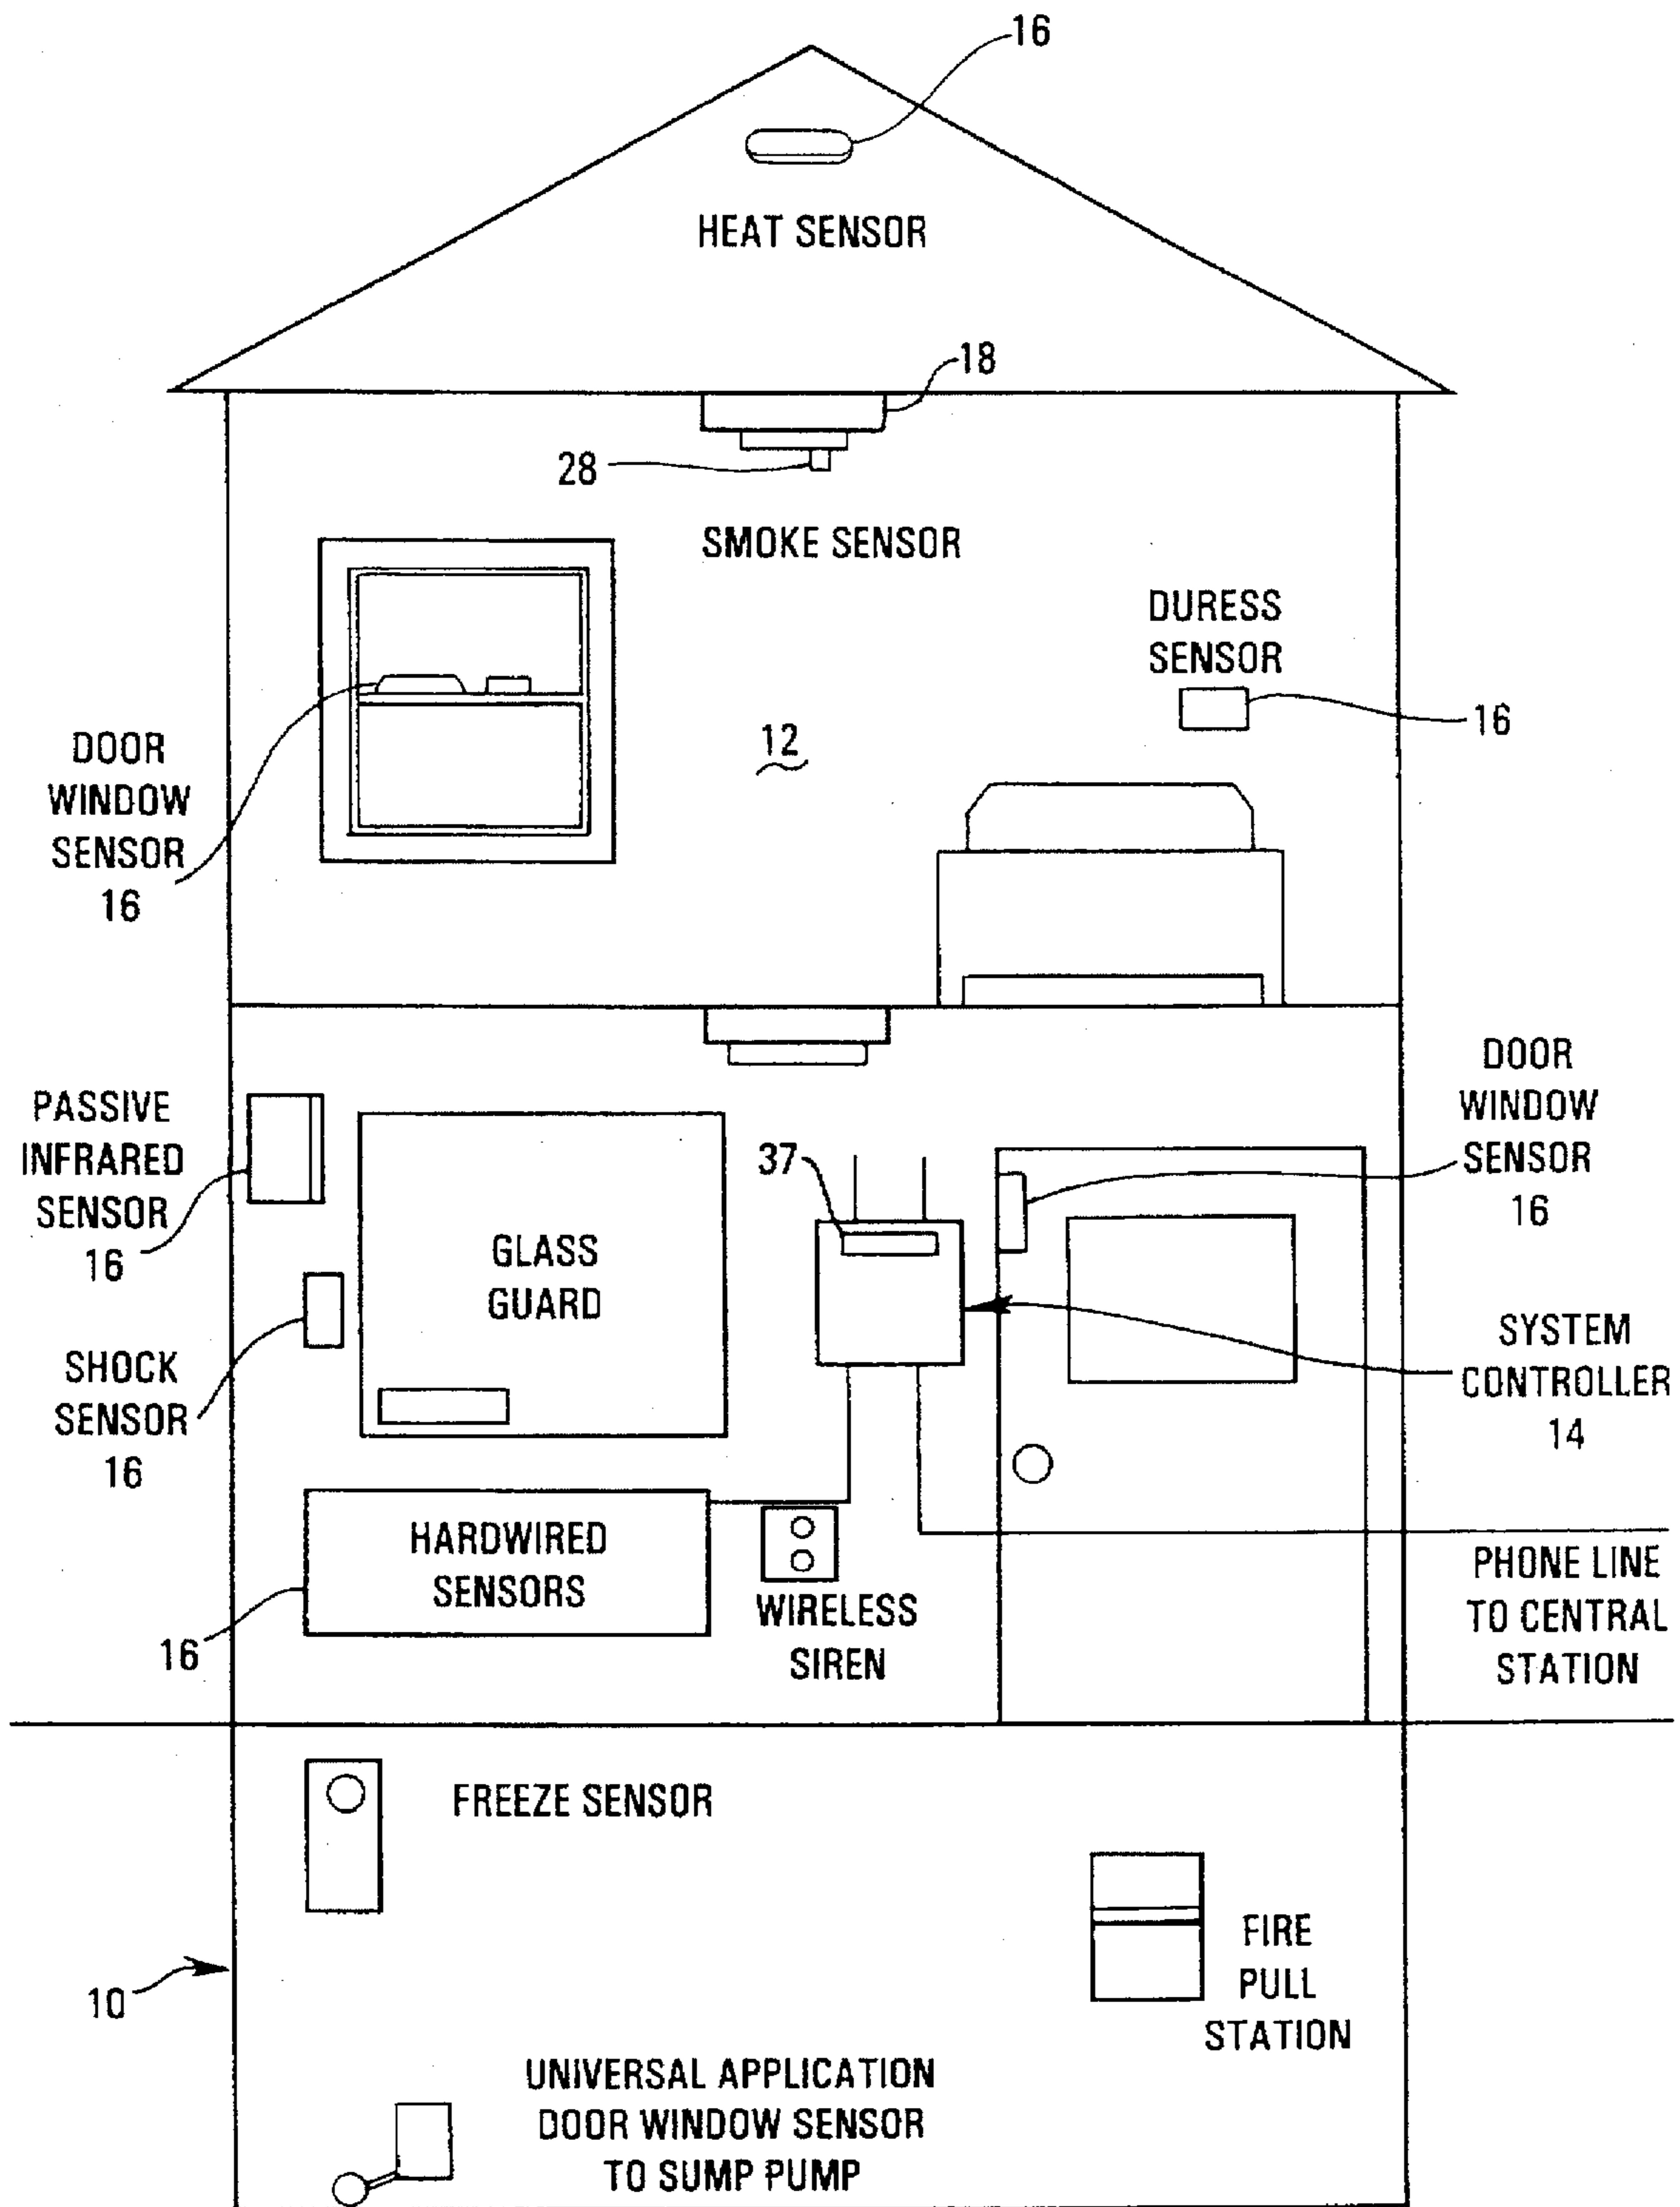 16
HEAT SENSOR
18
28
SMOKE SENSOR
DURESS
SENSOR
16
12
DOOR
WINDOW
SENSOR
16
PASSIVE
INFRARED
SENSOR
16
DOOR
WINDOW
SENSOR
16
37
GLASS
GUARD
SYSTEM
CONTROLLER
14
SHOCK
SENSOR
16
HARDWIRED
SENSORS
16
WIRELESS
SIREN
PHONE LINE
TO CENTRAL
STATION
FREEZE SENSOR
FIRE
PULL
STATION
10
UNIVERSAL APPLICATION
DOOR WINDOW SENSOR
TO SUMP PUMP